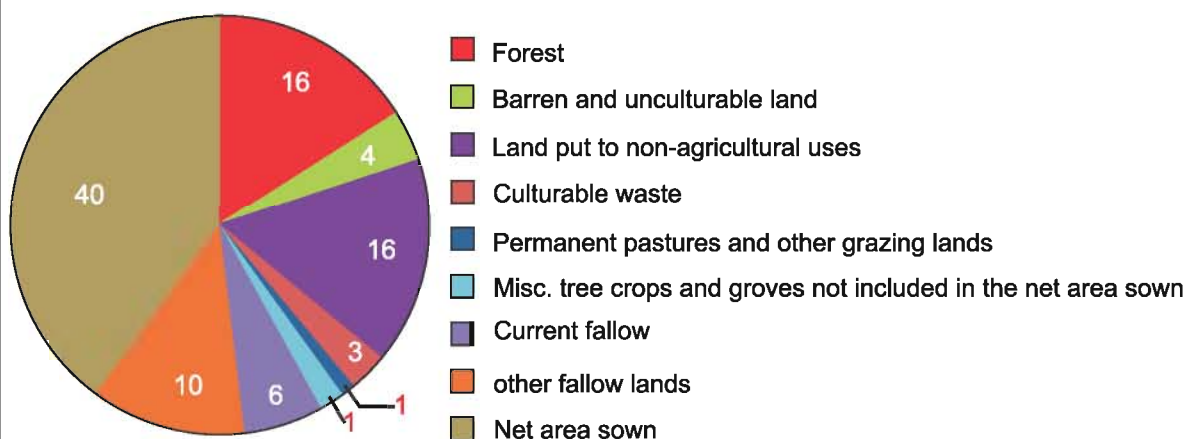 16
4
40
16
3
10
6
1
1
Forest
Barren and unculturable land
Land put to non-agricultural uses
Culturable waste
Permanent pastures and other grazing lands
Misc. tree crops and groves not included in the net area sown
Current fallow
other fallow lands
Net area sown